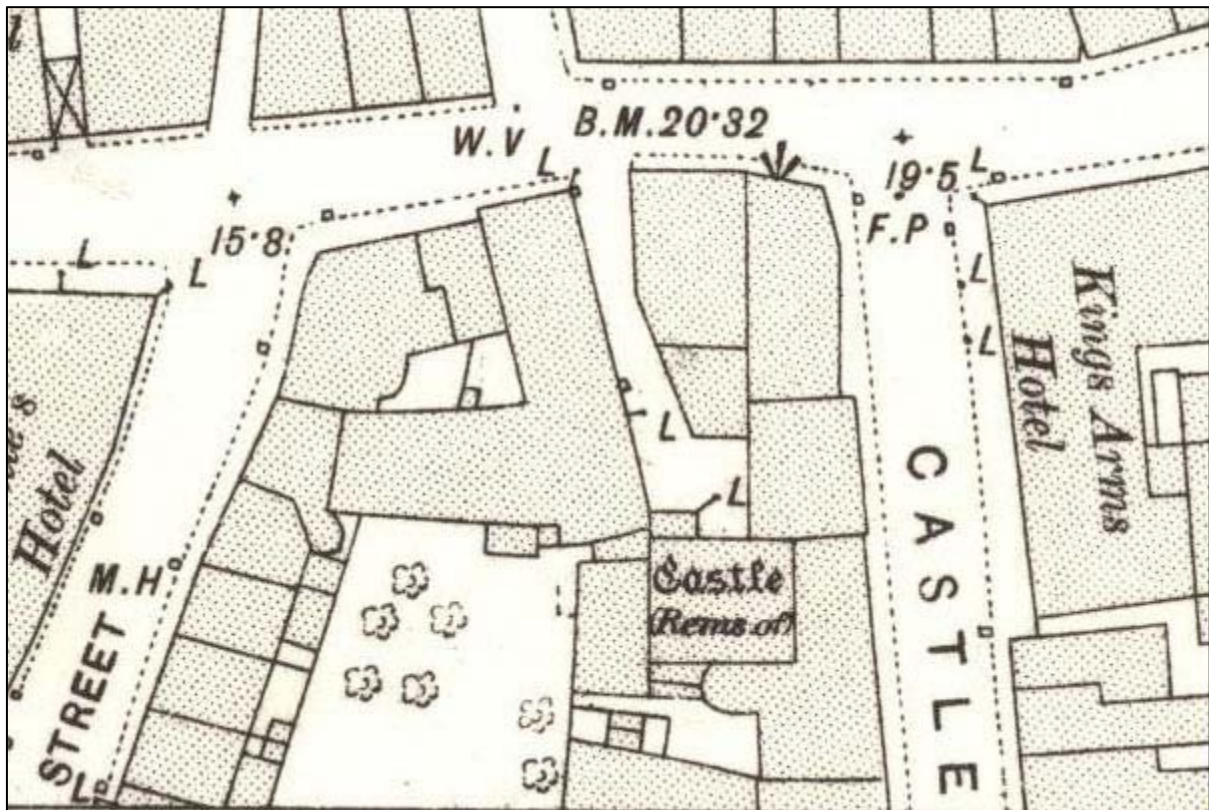 B.M.20·32
W.V
L
19·5
L
F.P
15·8
L
L
L
L
Kings Arms
Hotel
L
L
Castle
(Rems of)
CASTLE
Hotel
M.H
STREET
L